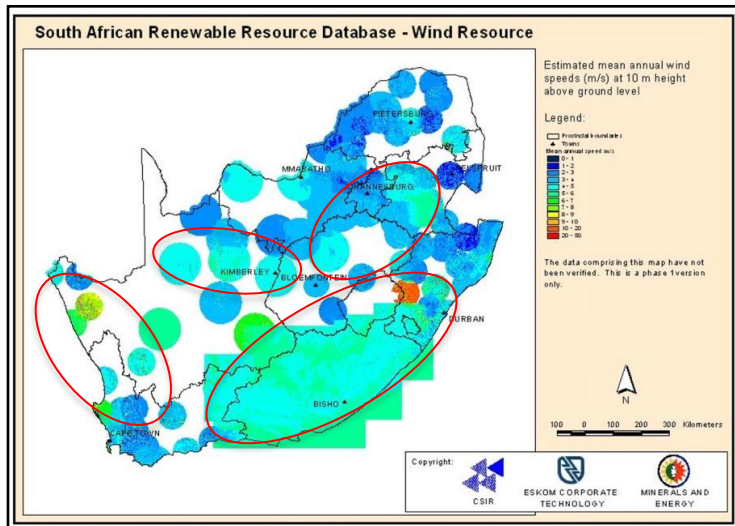 South African Renewable Resource Database - Wind Resource
Estimated mean annual wind
speeds (m/s) at 10 m height
above ground level
Legend:
Provincial boundaries
Towns
Mean annual speed m/s
0 - 1
1 - 2
2 - 3
3 - 4
4 - 5
5 - 6
6 - 7
7 - 8
8 - 9
9 - 10
10 - 20
20 - 50
The data comprising this map have not
been verified. This is a phase 1 version
only.
PIETERSBURG
MMABATHO
JOHANNESBURG
KIMBERLEY
BLOEMFONTEIN
DURBAN
BISHO
CAPE TOWN
N
100 0 100 200 300 Kilometers
Copyright:
CSIR
ESKOM CORPORATE
TECHNOLOGY
MINERALS AND
ENERGY